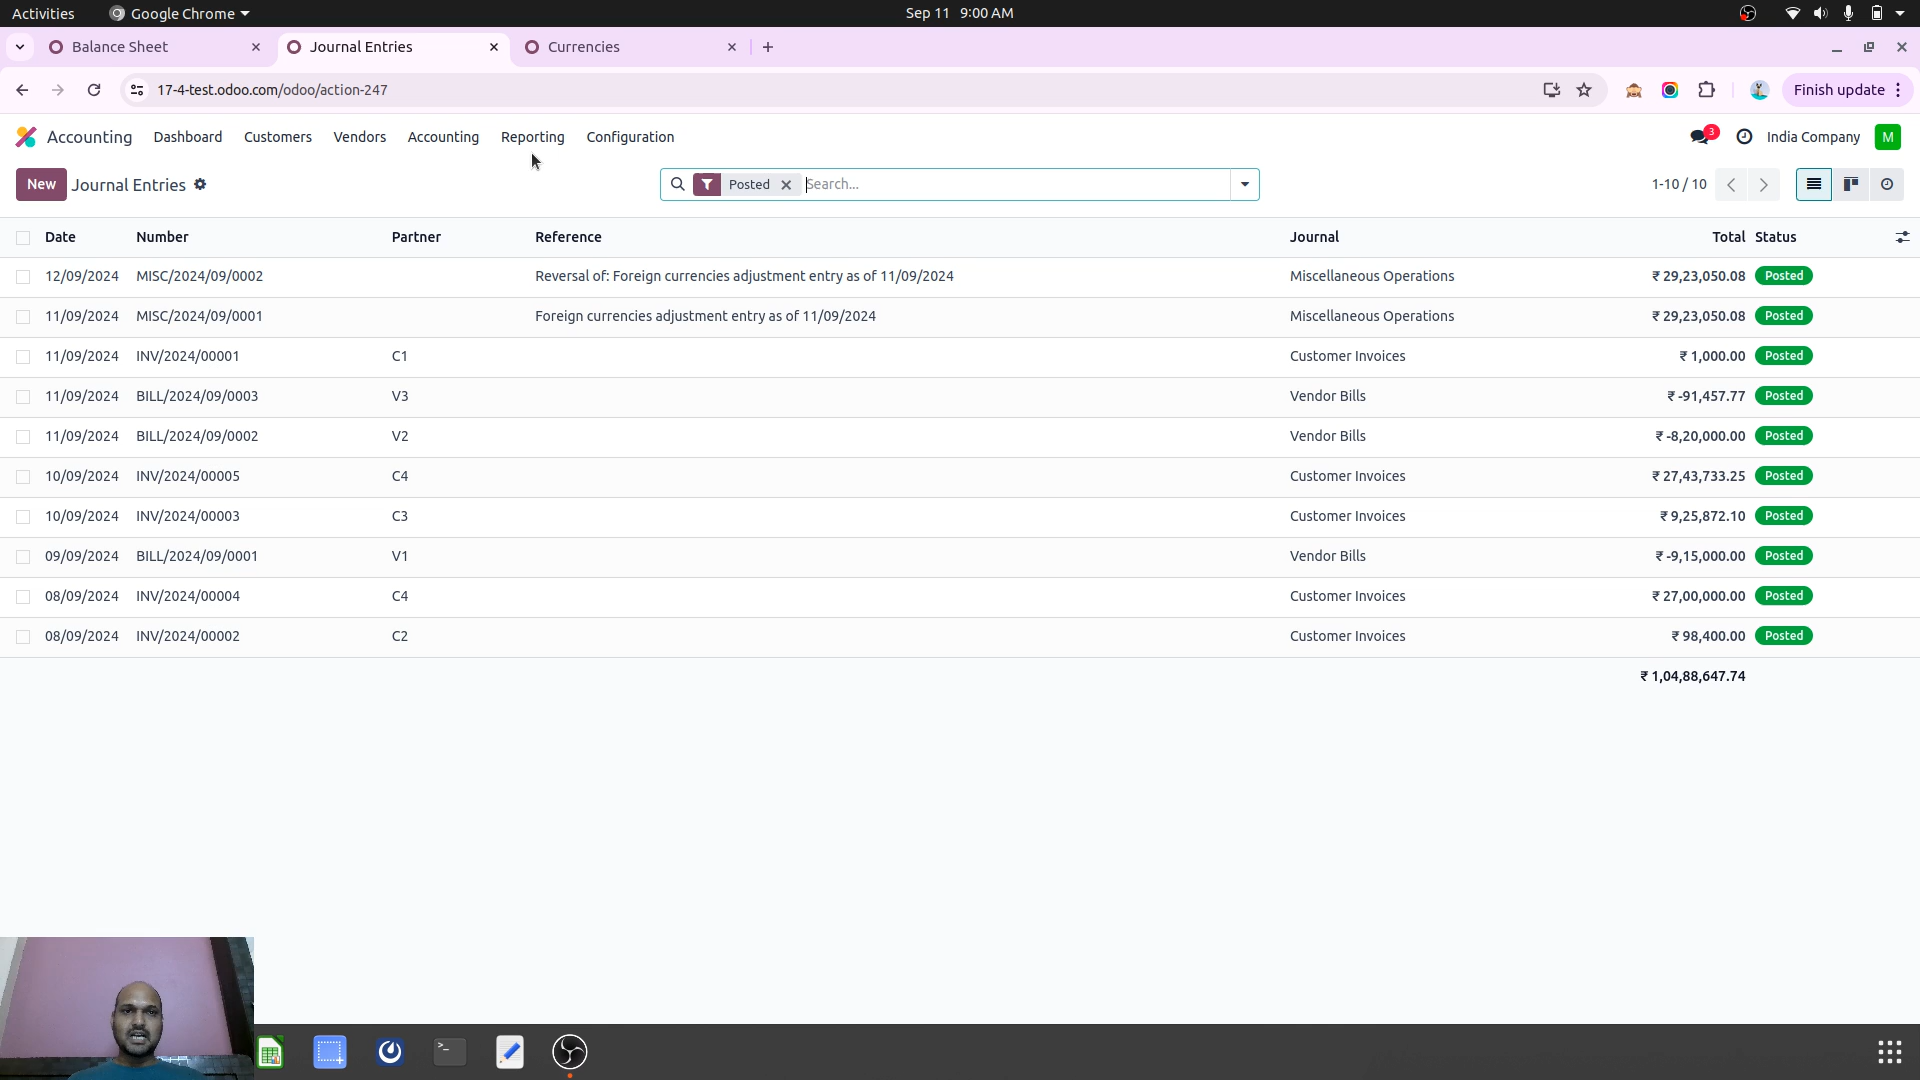 Activities Google Chrome Sep 11 9:00 AM
Balance Sheet Journal Entries Currencies
17-4-test.odoo.com/odoo/action-247 Finish update
Accounting Dashboard Customers Vendors Accounting Reporting Configuration 3 India Company M
New Journal Entries Posted Search... 1-10 / 10
Date Number Partner Reference Journal Total Status
12/09/2024 MISC/2024/09/0002 Reversal of: Foreign currencies adjustment entry as of 11/09/2024 Miscellaneous Operations ₹ 29,23,050.08 Posted
11/09/2024 MISC/2024/09/0001 Foreign currencies adjustment entry as of 11/09/2024 Miscellaneous Operations ₹ 29,23,050.08 Posted
11/09/2024 INV/2024/00001 C1 Customer Invoices ₹ 1,000.00 Posted
11/09/2024 BILL/2024/09/0003 V3 Vendor Bills ₹ -91,457.77 Posted
11/09/2024 BILL/2024/09/0002 V2 Vendor Bills ₹ -8,20,000.00 Posted
10/09/2024 INV/2024/00005 C4 Customer Invoices ₹ 27,43,733.25 Posted
10/09/2024 INV/2024/00003 C3 Customer Invoices ₹ 9,25,872.10 Posted
09/09/2024 BILL/2024/09/0001 V1 Vendor Bills ₹ -9,15,000.00 Posted
08/09/2024 INV/2024/00004 C4 Customer Invoices ₹ 27,00,000.00 Posted
08/09/2024 INV/2024/00002 C2 Customer Invoices ₹ 98,400.00 Posted
₹ 1,04,88,647.74